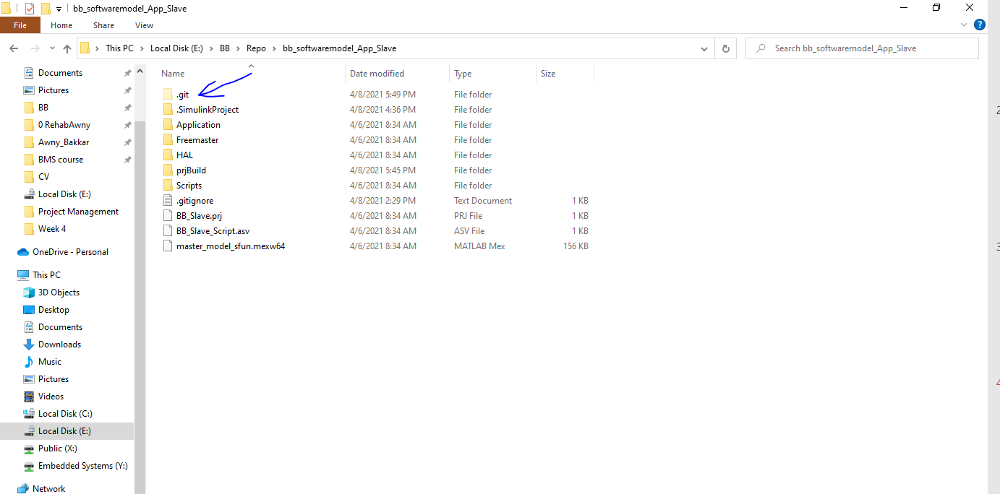 bb_softwaremodel_App_Slave
File Home Share View
This PC Local Disk (E:) BB Repo bb_softwaremodel_App_Slave Search bb_softwaremodel_App_Slave
Name Date modified Type Size
.git 4/8/2021 5:49 PM File folder
.SimulinkProject 4/8/2021 4:36 PM File folder
Application 4/6/2021 8:34 AM File folder
Freemaster 4/6/2021 8:34 AM File folder
HAL 4/6/2021 8:34 AM File folder
prjBuild 4/8/2021 5:45 PM File folder
Scripts 4/6/2021 8:34 AM File folder
.gitignore 4/8/2021 2:29 PM Text Document 1 KB
BB_Slave.prj 4/6/2021 8:34 AM PRJ File 1 KB
BB_Slave_Script.asv 4/6/2021 8:34 AM ASV File 1 KB
master_model_sfun.mexw64 4/6/2021 8:34 AM MATLAB Mex 156 KB
Documents
Pictures
BB
0 RehabAwny
Awny_Bakkar
BMS course
CV
Local Disk (E:)
Project Management
Week 4
OneDrive - Personal
This PC
3D Objects
Desktop
Documents
Downloads
Music
Pictures
Videos
Local Disk (C:)
Local Disk (E:)
Public (X:)
Embedded Systems (Y:)
Network